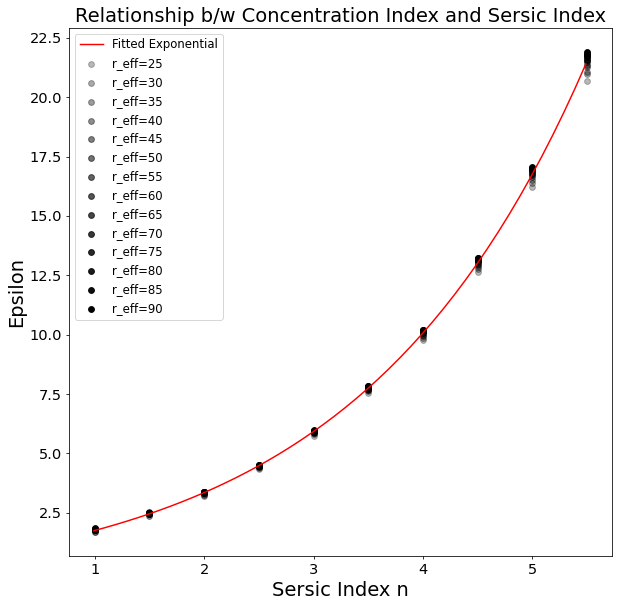 Relationship b/w Concentration Index and Sersic Index
Fitted Exponential
r_eff=25
r_eff=30
r_eff=35
r_eff=40
r_eff=45
r_eff=50
r_eff=55
r_eff=60
r_eff=65
r_eff=70
r_eff=75
r_eff=80
r_eff=85
r_eff=90
22.5
20.0
17.5
15.0
12.5
10.0
7.5
5.0
2.5
Epsilon
1 2 3 4 5
Sersic Index n